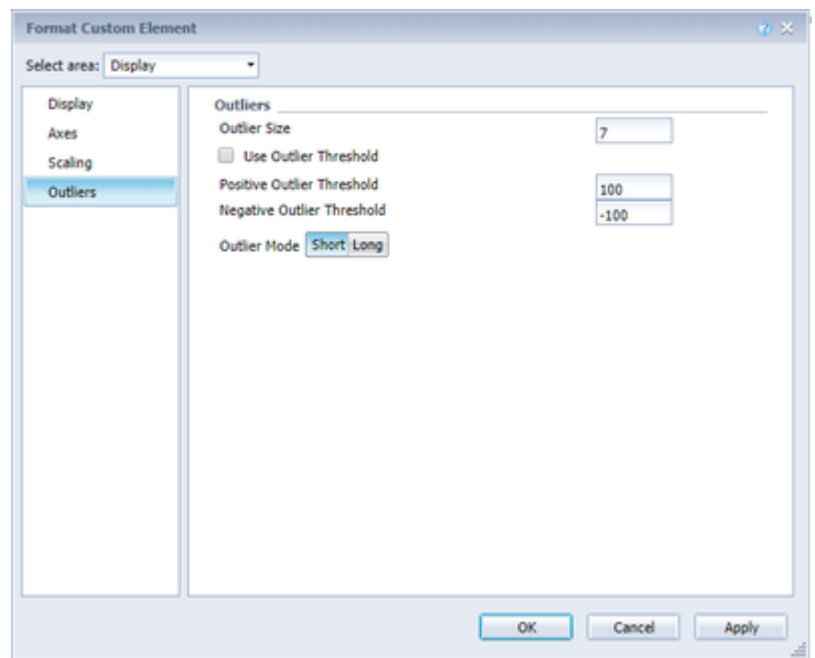 Format Custom Element
Select area: Display
Display
Axes
Scaling
Outliers
Outliers
Outlier Size 7
Use Outlier Threshold
Positive Outlier Threshold 100
Negative Outlier Threshold -100
Outlier Mode Short Long
OK Cancel Apply